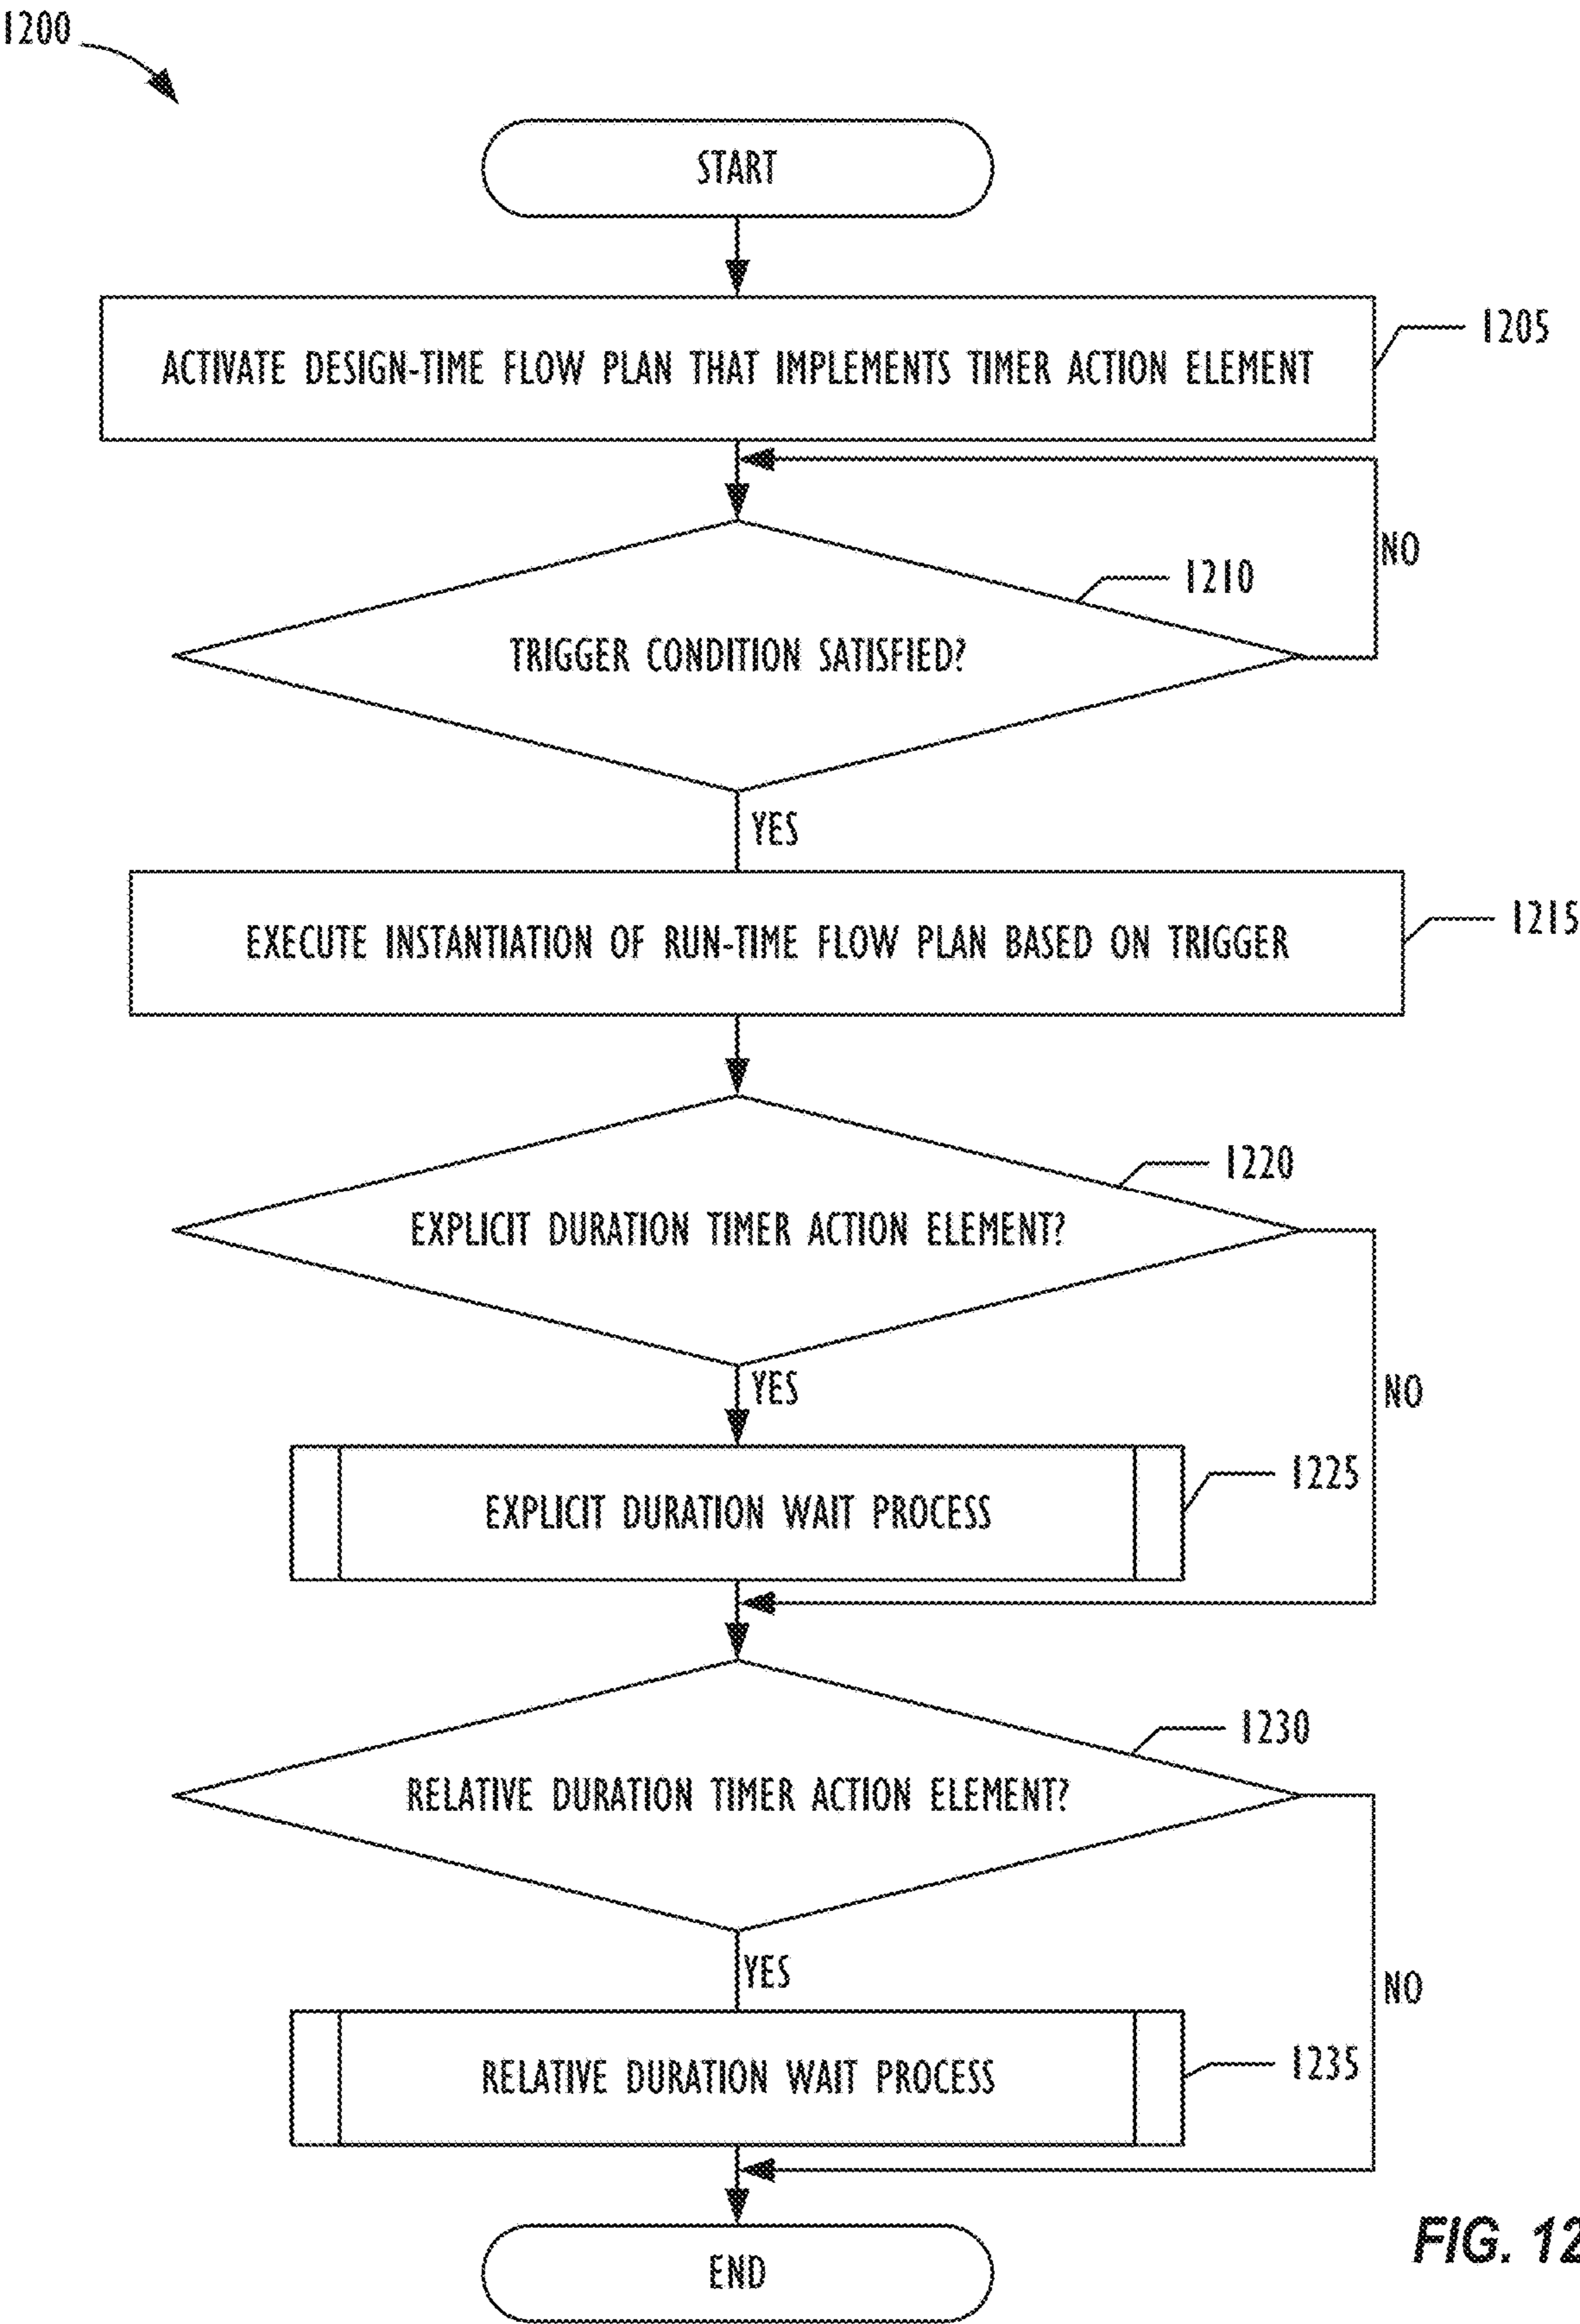 1200
START
ACTIVATE DESIGN-TIME FLOW PLAN THAT IMPLEMENTS TIMER ACTION ELEMENT
1205
NO
1210
TRIGGER CONDITION SATISFIED?
YES
EXECUTE INSTANTIATION OF RUN-TIME FLOW PLAN BASED ON TRIGGER
1215
1220
EXPLICIT DURATION TIMER ACTION ELEMENT?
YES
NO
EXPLICIT DURATION WAIT PROCESS
1225
1230
RELATIVE DURATION TIMER ACTION ELEMENT?
YES
NO
RELATIVE DURATION WAIT PROCESS
1235
END
FIG. 12